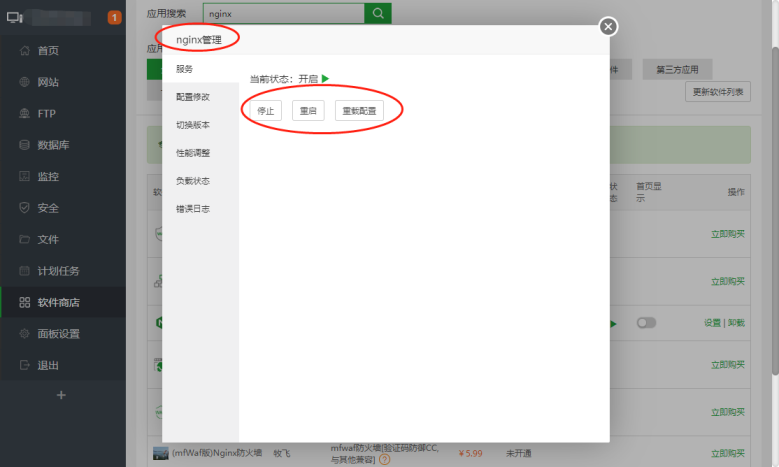 1
首页
网站
FTP
数据库
监控
安全
文件
计划任务
软件商店
面板设置
退出
+
应用搜索
nginx
第三方应用
更新软件列表
首页显
示
操作
立即购买
立即购买
设置 | 卸载
立即购买
立即购买
(mfWaf版)Nginx防火墙
牧飞
mfwaf防火墙[验证码防御CC,
与其他兼容]
¥5.99
未开通
立即购买
nginx管理
服务
配置修改
切换版本
性能调整
负载状态
错误日志
当前状态：开启
停止
重启
重载配置